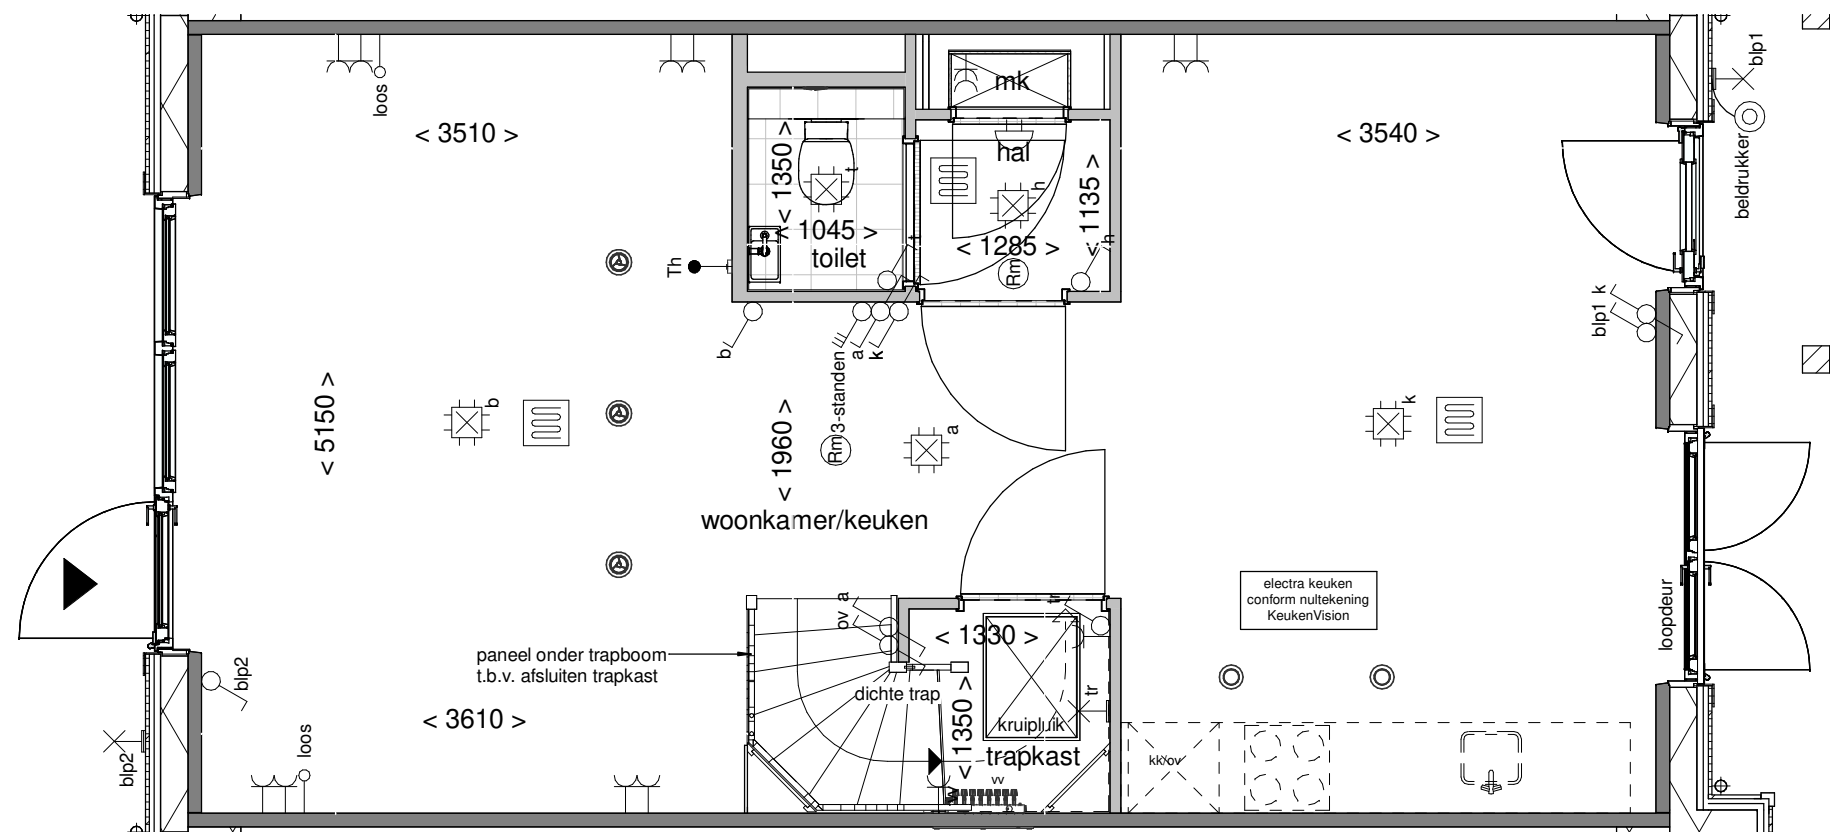 blp1
loos
mk
< 3510 >
< 3540 >
< 1350 >
t
hal
h
< 1135 >
beldrukker
< 1045 >
toilet
t
< 1285 >
h
Th
Rm
k
blp1
b
3-standen
a
k
Rm
< 5150 >
b
< 1960 >
a
k
woonkamer/keuken
electra keuken
conform nultekening
KeukenVision
loopdeur
a
ov
tr
< 1330 >
paneel onder trapboom
t.b.v. afsluiten trapkast
blp2
dichte trap
tr
< 1350 >
kruipluik
< 3610 >
loos
blp2
trapkast
kk/ov
vv